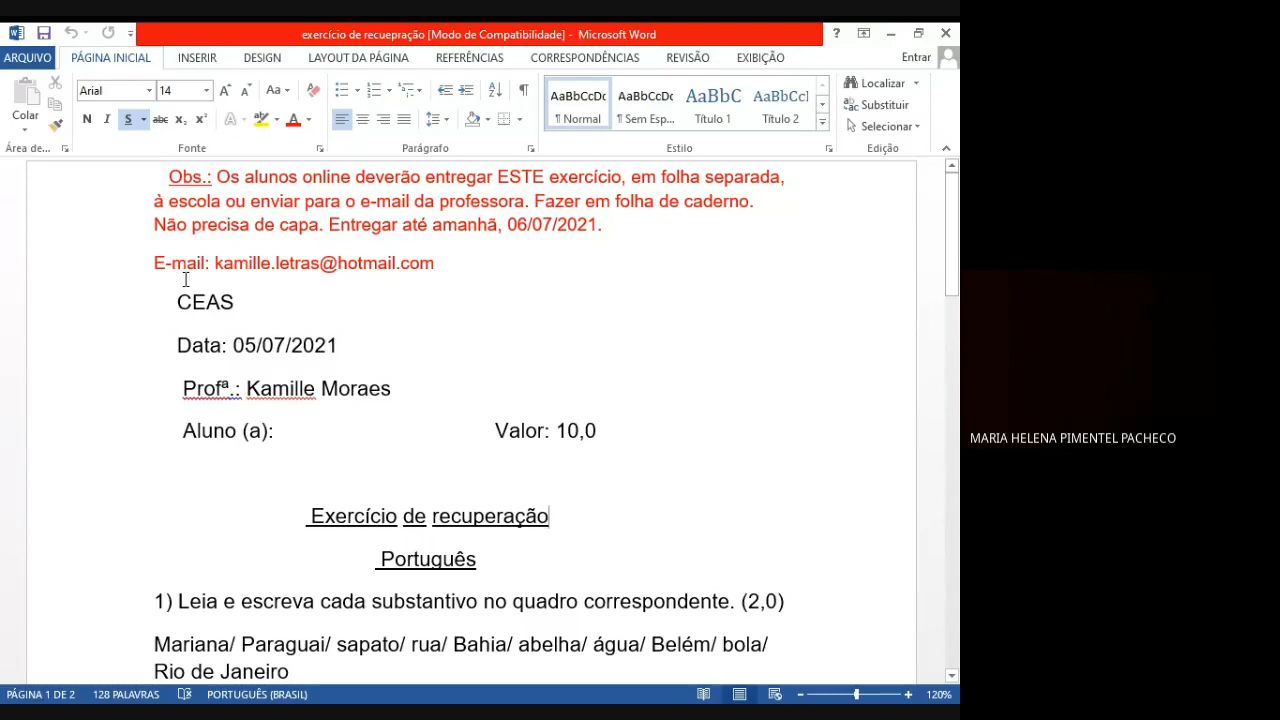 exercício de recuepração [Modo de Compatibilidade] - Microsoft Word
ARQUIVO PÁGINA INICIAL INSERIR DESIGN LAYOUT DA PÁGINA REFERÊNCIAS CORRESPONDÊNCIAS REVISÃO EXIBIÇÃO Entrar
Colar
Arial 14
N I S abc x₂ x²
AaBbCcDc AaBbCcDc AaBbC AaBbCcl
¶ Normal ¶ Sem Esp... Título 1 Título 2
Localizar
Substituir
Selecionar
Área de... Fonte Parágrafo Estilo Edição
Obs.: Os alunos online deverão entregar ESTE exercício, em folha separada,
à escola ou enviar para o e-mail da professora. Fazer em folha de caderno.
Não precisa de capa. Entregar até amanhã, 06/07/2021.
E-mail: kamille.letras@hotmail.com
CEAS
Data: 05/07/2021
Profª.: Kamille Moraes
Aluno (a): Valor: 10,0
Exercício de recuperação
Português
1) Leia e escreva cada substantivo no quadro correspondente. (2,0)
Mariana/ Paraguai/ sapato/ rua/ Bahia/ abelha/ água/ Belém/ bola/
Rio de Janeiro
MARIA HELENA PIMENTEL PACHECO
PÁGINA 1 DE 2 128 PALAVRAS PORTUGUÊS (BRASIL) 120%